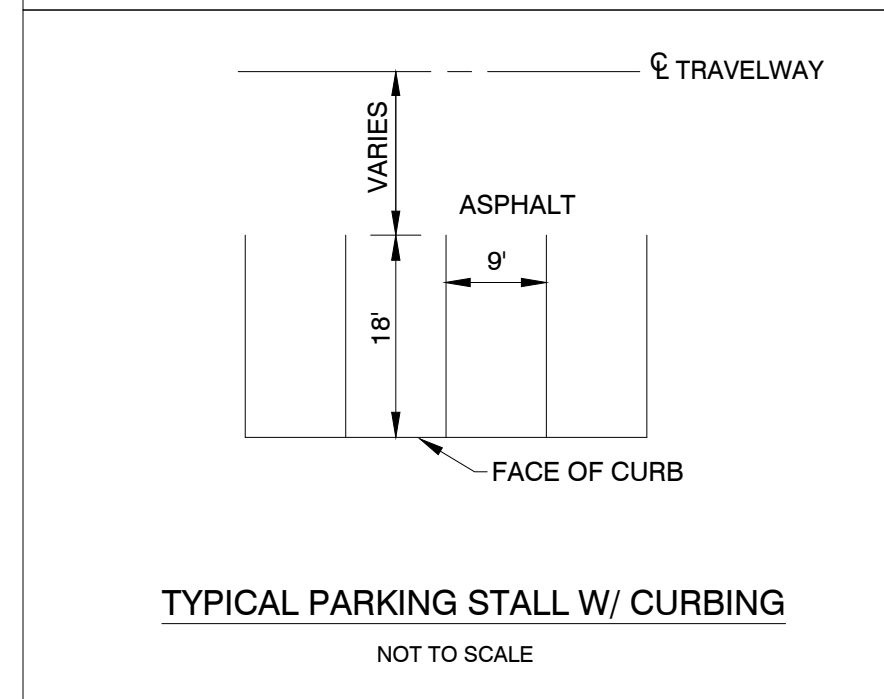 ℄ TRAVELWAY
VARIES
ASPHALT
9'
18'
FACE OF CURB
TYPICAL PARKING STALL W/ CURBING
NOT TO SCALE